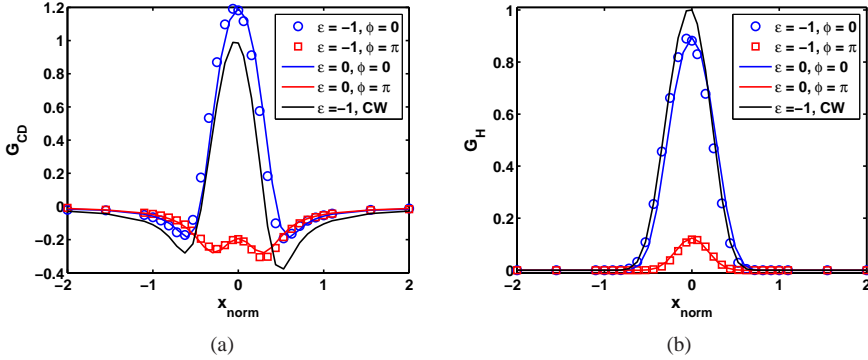 1.2
1
0.8
0.6
0.4
0.2
0
−0.2
−0.4
G_CD
−2
−1
0
1
2
x_norm
ε = −1, ϕ = 0
ε = −1, ϕ = π
ε = 0, ϕ = 0
ε = 0, ϕ = π
ε =−1, CW
(a)
1
0.8
0.6
0.4
0.2
0
G_H
−2
−1
0
1
2
x_norm
ε = −1, ϕ = 0
ε = −1, ϕ = π
ε = 0, ϕ = 0
ε = 0, ϕ = π
ε=−1, CW
(b)